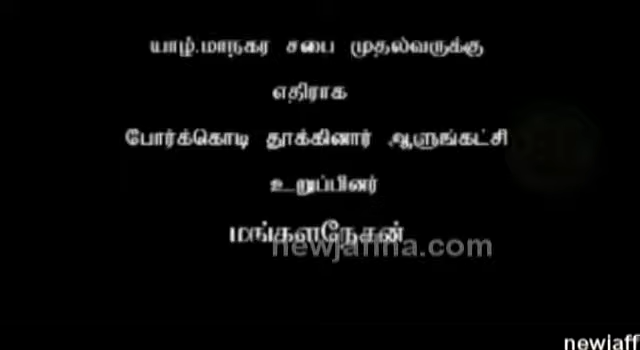 யாழ்.மாநகர சபை முதல்வருக்கு
எதிராக
போர்க்கொடி தூக்கினார் ஆளுங்கட்சி
உறுப்பினர்
மங்களநேசன்
newjaffna.com
newjaff